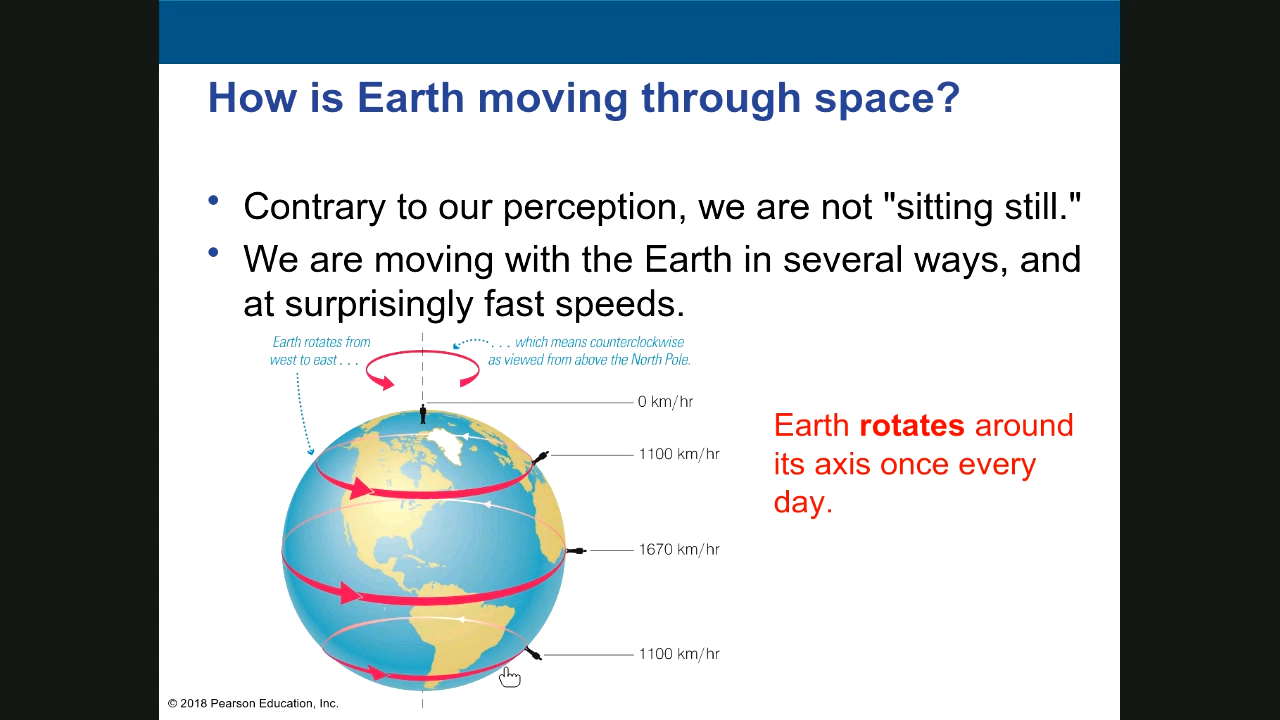 How is Earth moving through space?
• Contrary to our perception, we are not "sitting still."
• We are moving with the Earth in several ways, and
at surprisingly fast speeds.
Earth rotates from
west to east . . .
. . . which means counterclockwise
as viewed from above the North Pole.
0 km/hr
1100 km/hr
1670 km/hr
1100 km/hr
Earth rotates around
its axis once every
day.
© 2018 Pearson Education, Inc.